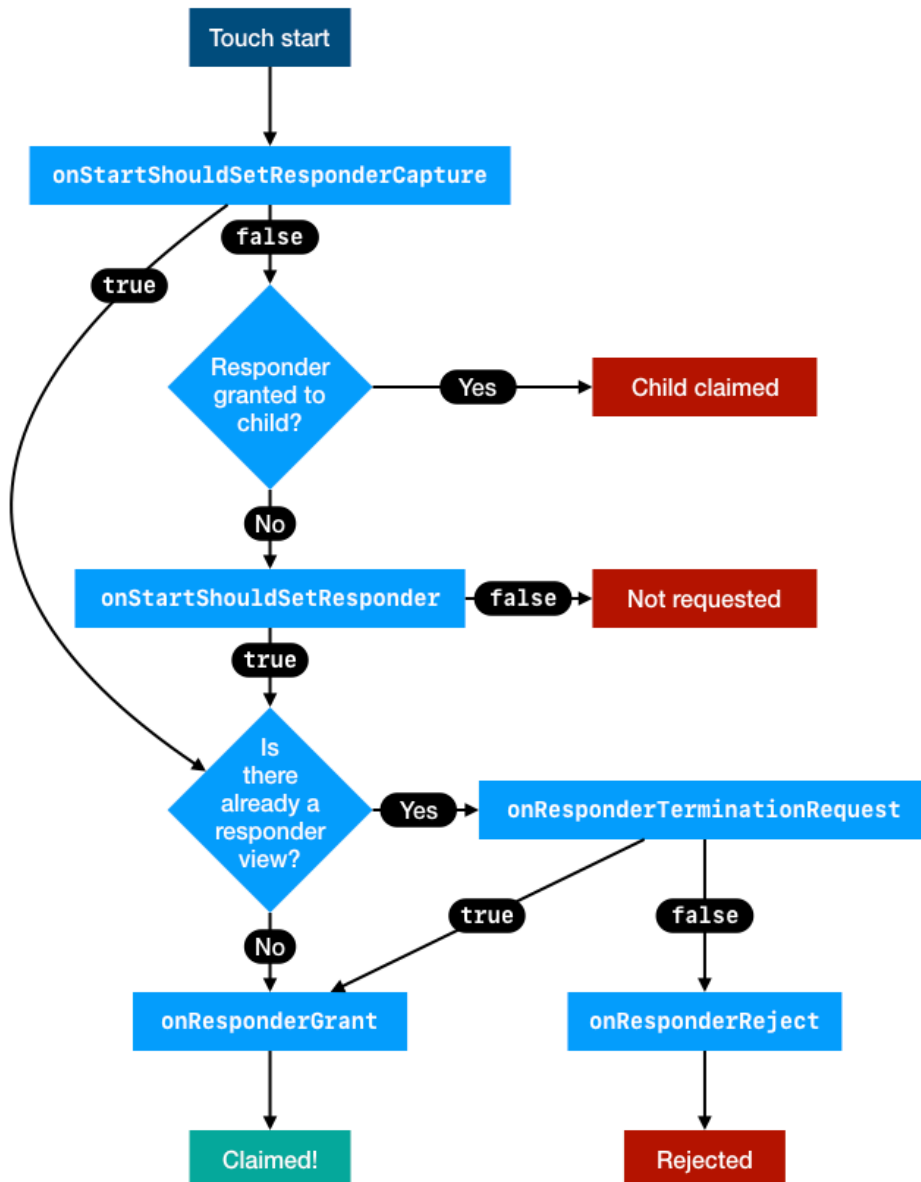 Touch start
onStartShouldSetResponderCapture
false
true
Responder
granted to
child?
Yes
Child claimed
No
onStartShouldSetResponder
false
Not requested
true
Is
there
already a
responder
view?
Yes
onResponderTerminationRequest
true
false
No
onResponderGrant
onResponderReject
Claimed!
Rejected